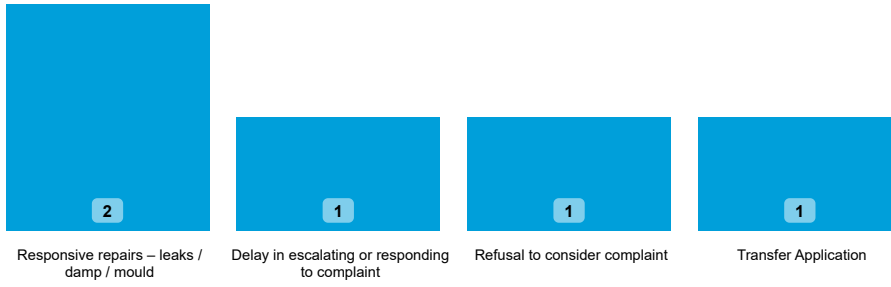 2
1
1
1
Responsive repairs – leaks /
damp / mould
Delay in escalating or responding
to complaint
Refusal to consider complaint
Transfer Application